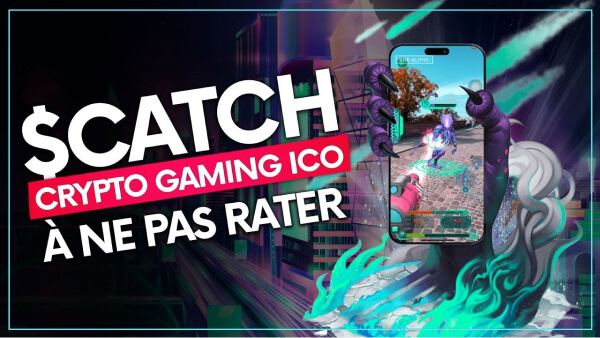 $CATCH
CRYPTO GAMING ICO
À NE PAS RATER